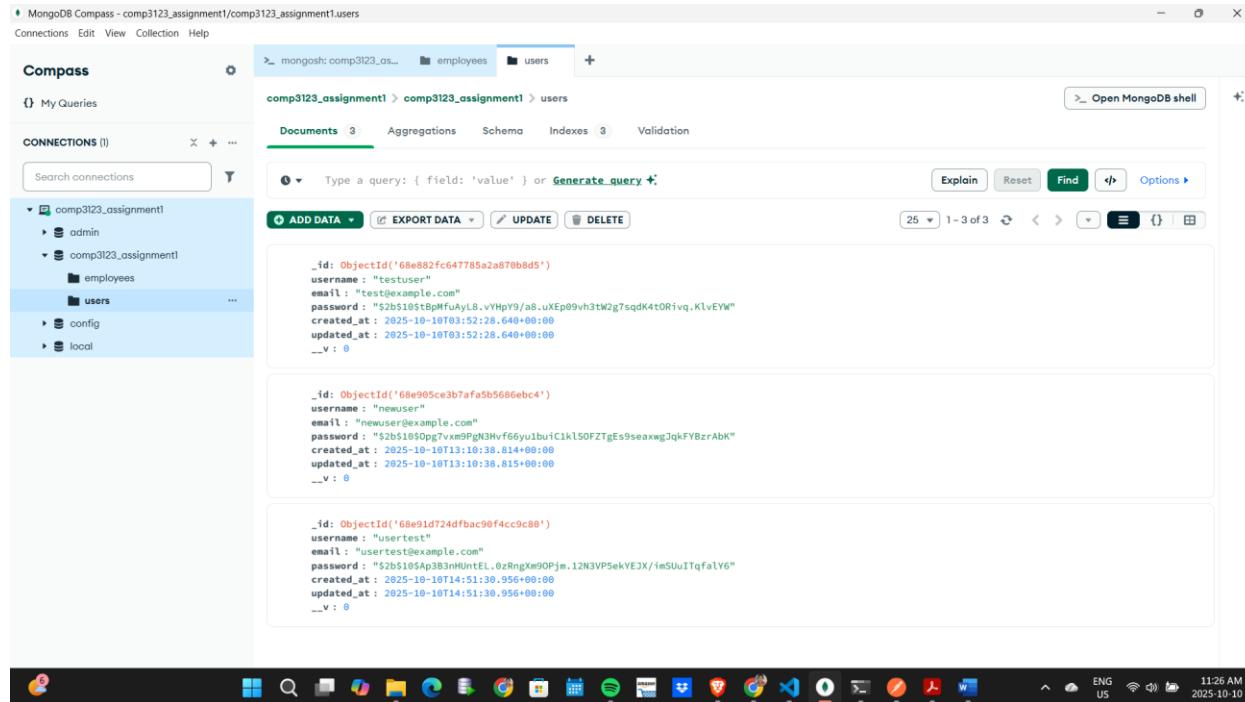 MongoDB Compass - comp3123_assignment1/comp3123_assignment1.users
Connections Edit View Collection Help
Compass
{} My Queries
CONNECTIONS (1)
Search connections
comp3123_assignment1
admin
comp3123_assignment1
employees
users
config
local
>_ mongosh: comp3123_as... employees users +
comp3123_assignment1 > comp3123_assignment1 > users
>_ Open MongoDB shell
Documents 3 Aggregations Schema Indexes 3 Validation
Type a query: { field: 'value' } or Generate query
Explain Reset Find </> Options
ADD DATA EXPORT DATA UPDATE DELETE
25 1 – 3 of 3 {}
_id: ObjectId('68e882fc647785a2a870b8d5')
username : "testuser"
email : "test@example.com"
password : "$2b$10$tBpMfuAyL8.vYHpY9/a8.uXEp09vh3tW2g7sqdK4tORivq.KlvEYW"
created_at : 2025-10-10T03:52:28.640+00:00
updated_at : 2025-10-10T03:52:28.640+00:00
__v : 0
_id: ObjectId('68e905ce3b7afa5b5686ebc4')
username : "newuser"
email : "newuser@example.com"
password : "$2b$10$Opg7vxm9PgN3Hvf66yu1buiC1klSOFZTgEs9seaxwgJqkFYBzrAbK"
created_at : 2025-10-10T13:10:38.814+00:00
updated_at : 2025-10-10T13:10:38.815+00:00
__v : 0
_id: ObjectId('68e91d724dfbac90f4cc9c80')
username : "usertest"
email : "usertest@example.com"
password : "$2b$10$Ap3B3nHUntEL.0zRngXm9OPjm.12N3VP5ekYEJX/imSUuITqfalY6"
created_at : 2025-10-10T14:51:30.956+00:00
updated_at : 2025-10-10T14:51:30.956+00:00
__v : 0
6
ENG
US
11:26 AM
2025-10-10